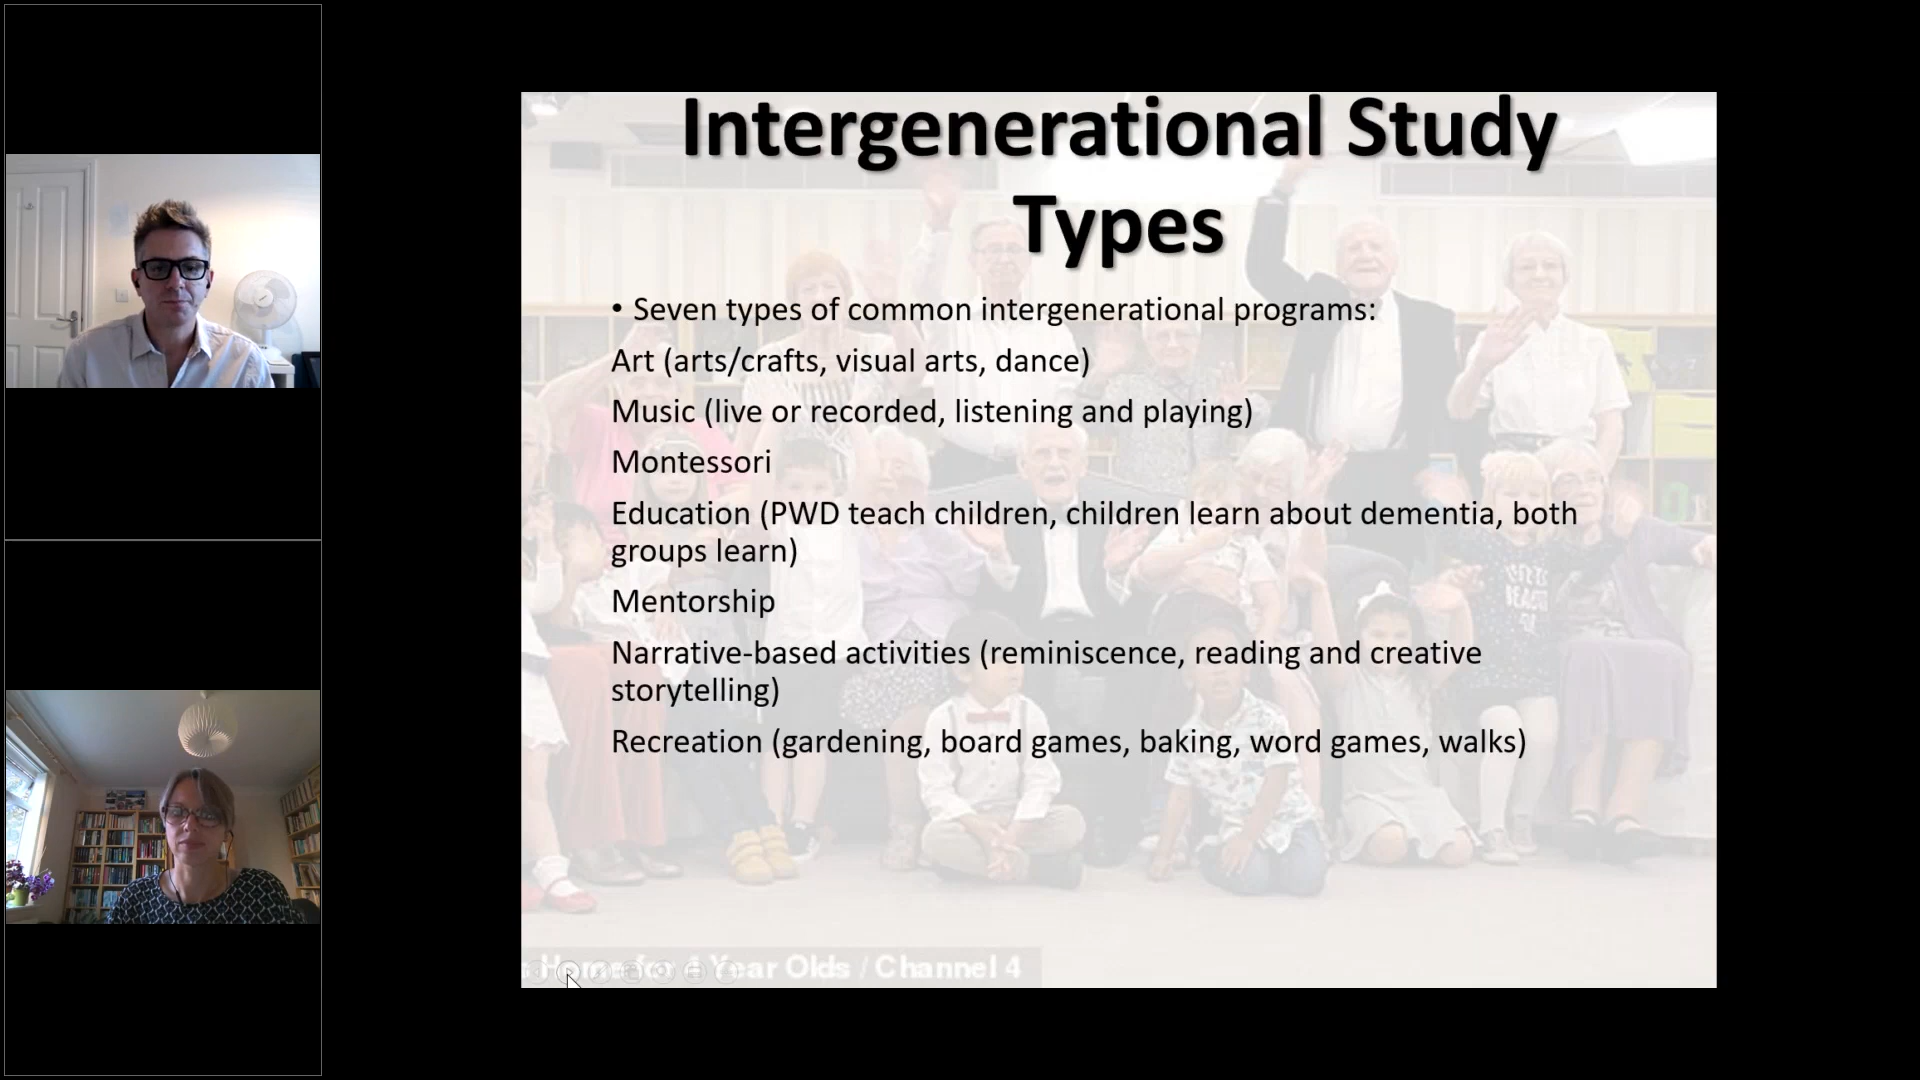 Intergenerational Study
Types
• Seven types of common intergenerational programs:
Art (arts/crafts, visual arts, dance)
Music (live or recorded, listening and playing)
Montessori
Education (PWD teach children, children learn about dementia, both
groups learn)
Mentorship
Narrative-based activities (reminiscence, reading and creative
storytelling)
Recreation (gardening, board games, baking, word games, walks)
Year Olds / Channel 4